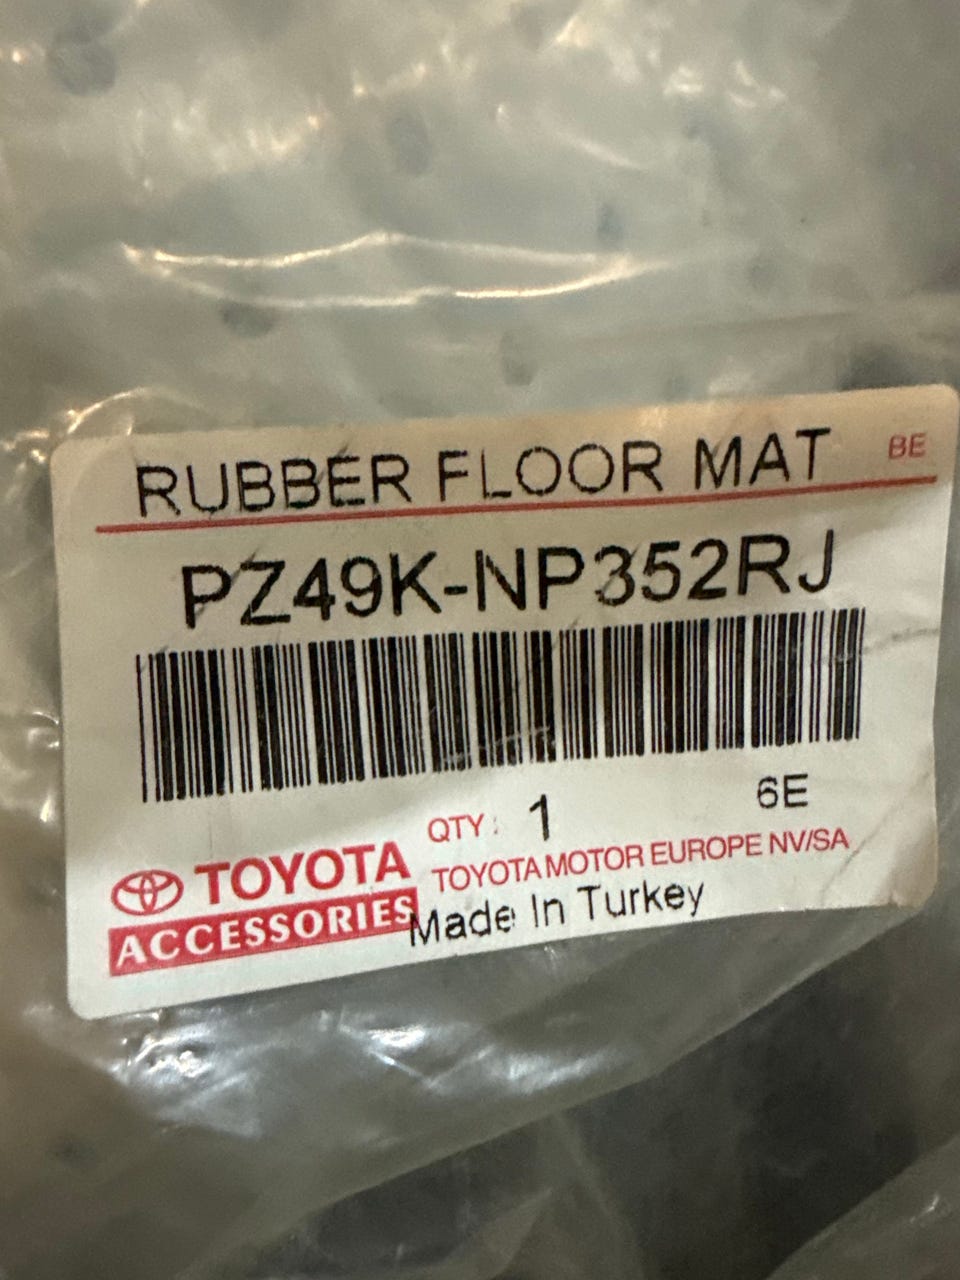 RUBBER FLOOR MAT BE
PZ49K-NP352RJ
QTY: 1 6E
TOYOTA TOYOTA MOTOR EUROPE NV/SA
ACCESSORIES Made In Turkey